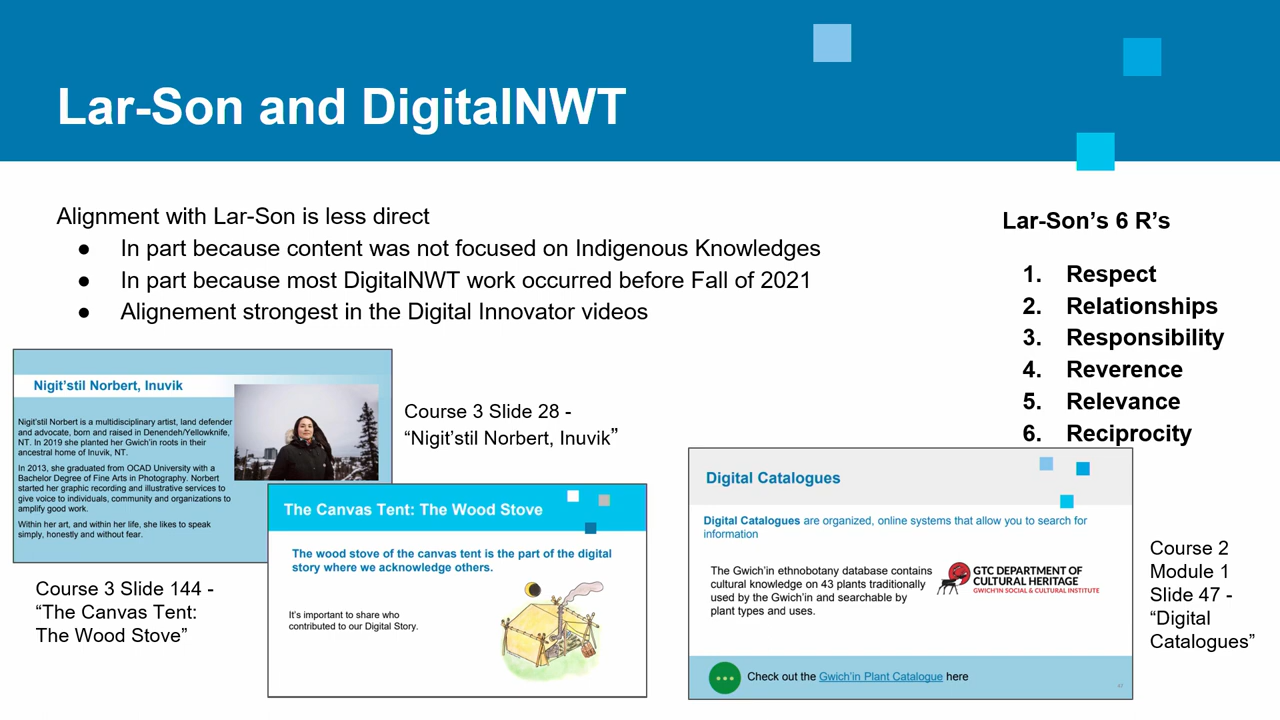 Lar-Son and DigitalNWT
Alignment with Lar-Son is less direct
● In part because content was not focused on Indigenous Knowledges
● In part because most DigitalNWT work occurred before Fall of 2021
● Alignement strongest in the Digital Innovator videos
Lar-Son’s 6 R’s
1. Respect
2. Relationships
3. Responsibility
4. Reverence
5. Relevance
6. Reciprocity
Nigit’stil Norbert, Inuvik
Nigit’stil Norbert is a multidisciplinary artist, land defender
and advocate, born and raised in Denendeh/Yellowknife,
NT. In 2019 she planted her Gwich’in roots in their
ancestral home of Inuvik, NT.
In 2013, she graduated from OCAD University with a
Bachelor Degree of Fine Arts in Photography. Norbert
started her graphic recording and illustrative services to
give voice to individuals, community and organizations to
amplify good work.
Within her art, and within her life, she likes to speak
simply, honestly and without fear.
Course 3 Slide 28 -
“Nigit’stil Norbert, Inuvik”
The Canvas Tent: The Wood Stove
The wood stove of the canvas tent is the part of the digital
story where we acknowledge others.
It’s important to share who
contributed to our Digital Story.
Course 3 Slide 144 -
“The Canvas Tent:
The Wood Stove”
Digital Catalogues
Digital Catalogues are organized, online systems that allow you to search for
information
The Gwich’in ethnobotany database contains
cultural knowledge on 43 plants traditionally
used by the Gwich’in and searchable by
plant types and uses.
GTC DEPARTMENT OF
CULTURAL HERITAGE
GWICH'IN SOCIAL & CULTURAL INSTITUTE
Check out the Gwich’in Plant Catalogue here
47
Course 2
Module 1
Slide 47 -
“Digital
Catalogues”